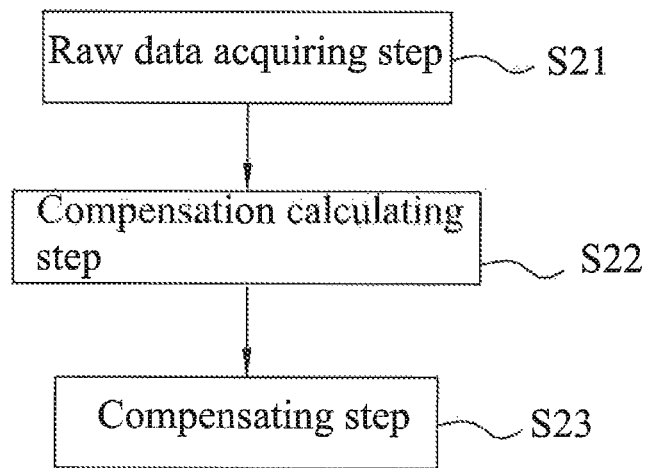 Raw data acquiring step
S21
Compensation calculating
step
S22
Compensating step
S23